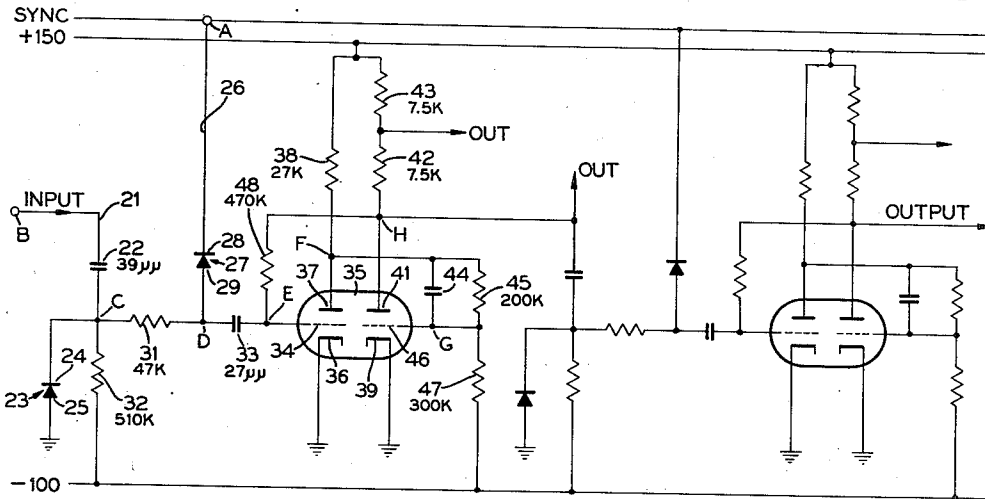 SYNC
A
+150
26
43
7.5K
OUT
38
27K
42
7.5K
OUT
INPUT
B
21
48
470K
H
OUTPUT
22
39µµ
28
27
29
F
37
35
41
44
45
200K
C
E
31
47K
D
33
27µµ
34
36
39
46
G
24
23
25
32
510K
47
300K
-100